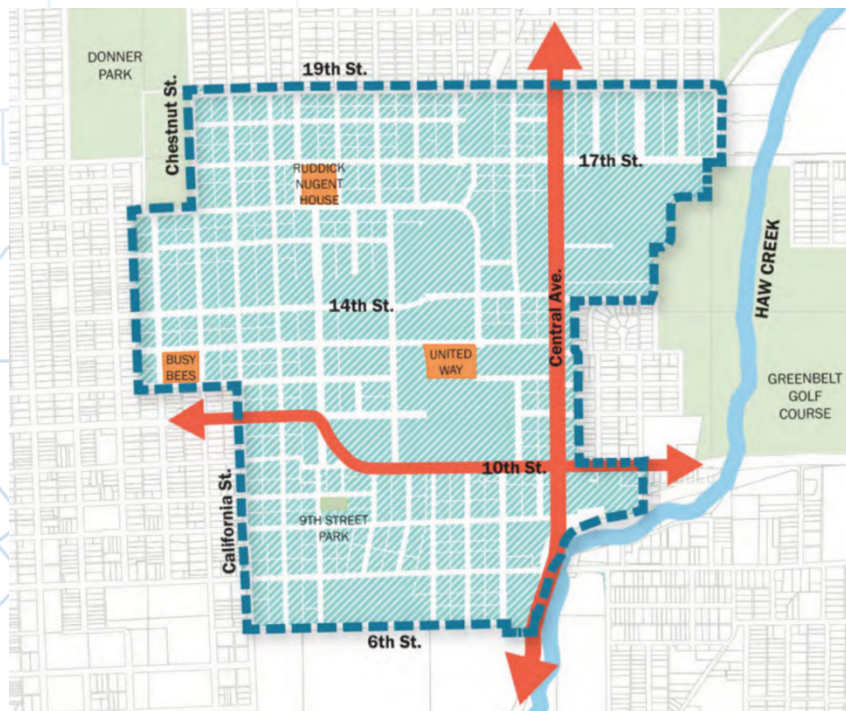 DONNER
PARK
19th St.
Chestnut St.
17th St.
RUDDICK
NUGENT
HOUSE
HAW CREEK
14th St.
Central Ave.
BUSY
BEES
UNITED
WAY
GREENBELT
GOLF
COURSE
10th St.
California St.
9TH STREET
PARK
6th St.